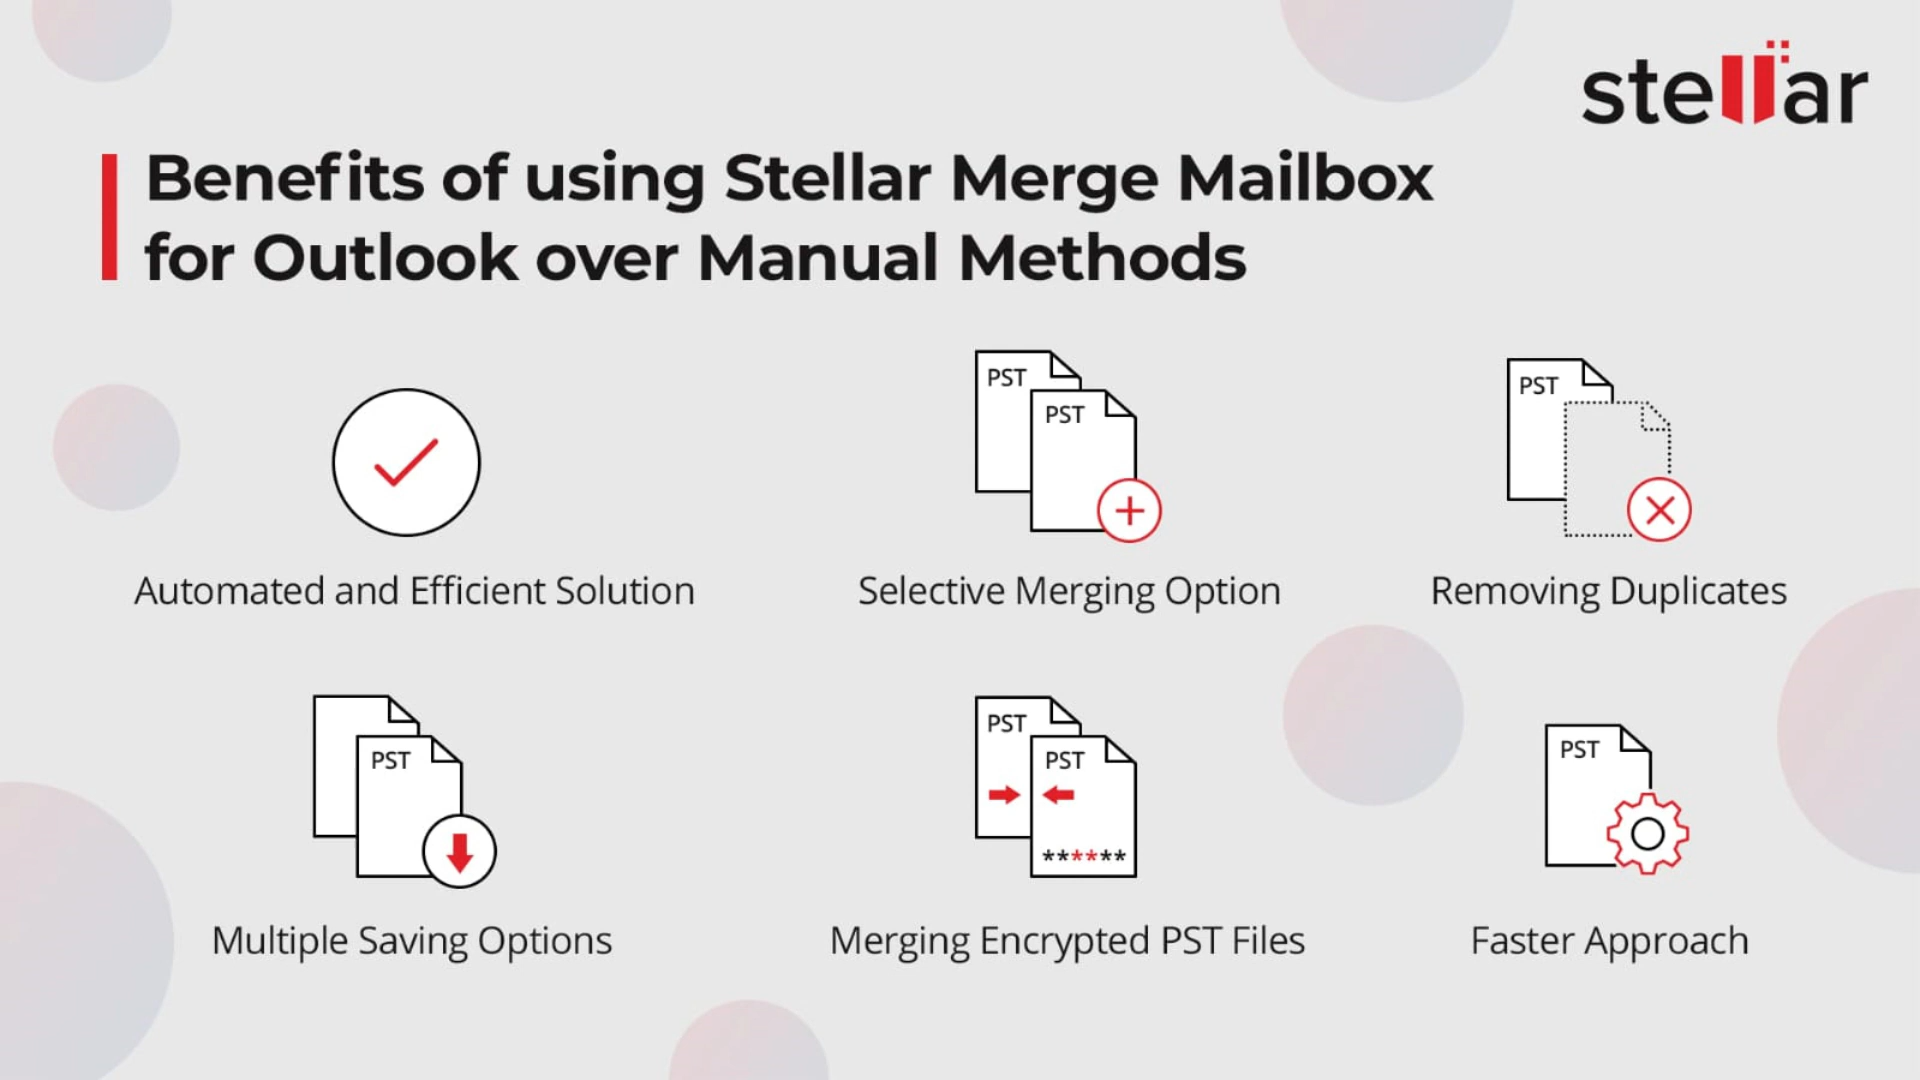 stellar
Benefits of using Stellar Merge Mailbox
for Outlook over Manual Methods
PST
PST
PST
Automated and Efficient Solution
Selective Merging Option
Removing Duplicates
PST
PST
PST
PST
******
Multiple Saving Options
Merging Encrypted PST Files
Faster Approach